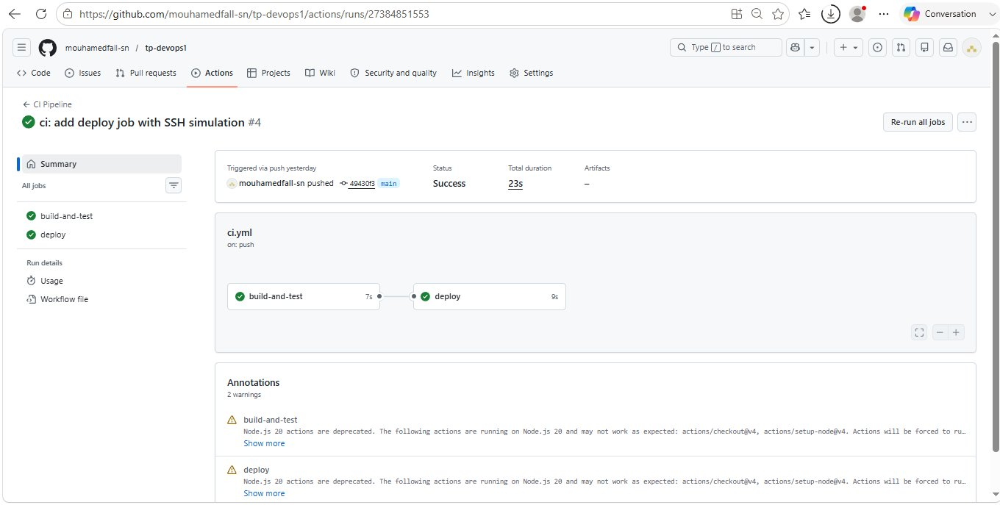 https://github.com/mouhamedfall-sn/tp-devops1/actions/runs/27384851553
Conversation
mouhamedfall-sn / tp-devops1
Type / to search
Code Issues Pull requests Actions Projects Wiki Security and quality Insights Settings
CI Pipeline
ci: add deploy job with SSH simulation #4
Re-run all jobs
Summary
All jobs
build-and-test
deploy
Run details
Usage
Workflow file
Triggered via push yesterday
mouhamedfall-sn pushed 49430f3 main
Status
Success
Total duration
23s
Artifacts
–
ci.yml
on: push
build-and-test 7s
deploy 9s
Annotations
2 warnings
build-and-test
Node.js 20 actions are deprecated. The following actions are running on Node.js 20 and may not work as expected: actions/checkout@v4, actions/setup-node@v4. Actions will be forced to ru…
Show more
deploy
Node.js 20 actions are deprecated. The following actions are running on Node.js 20 and may not work as expected: actions/checkout@v4, actions/setup-node@v4. Actions will be forced to ru…
Show more